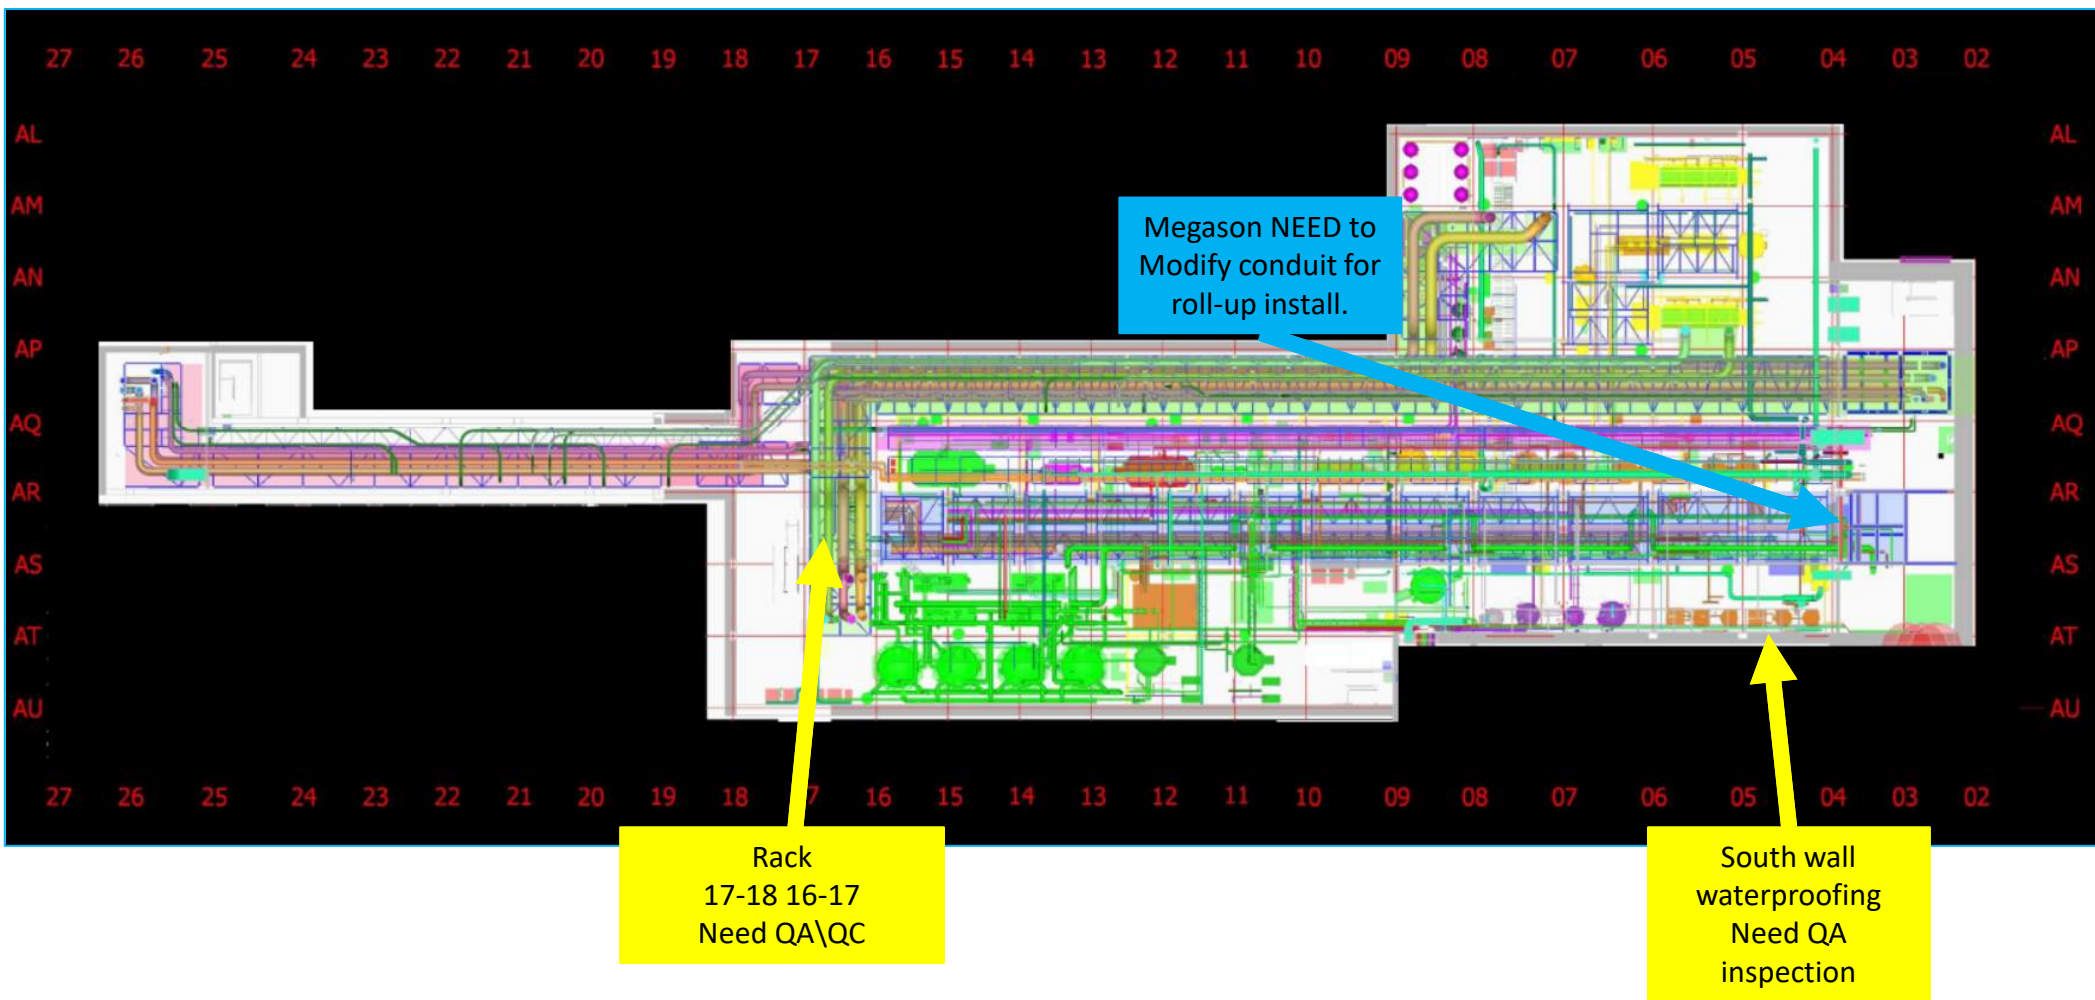 27 26 25 24 23 22 21 20 19 18 17 16 15 14 13 12 11 10 09 08 07 06 05 04 03 02
AL AL
AM AM
Megason NEED to
Modify conduit for
roll-up install.
AN AN
AP AP
AQ AQ
AR AR
AS AS
AT AT
AU AU
27 26 25 24 23 22 21 20 19 18 17 16 15 14 13 12 11 10 09 08 07 06 05 04 03 02
Rack
17-18 16-17
Need QA\QC
South wall
waterproofing
Need QA
inspection